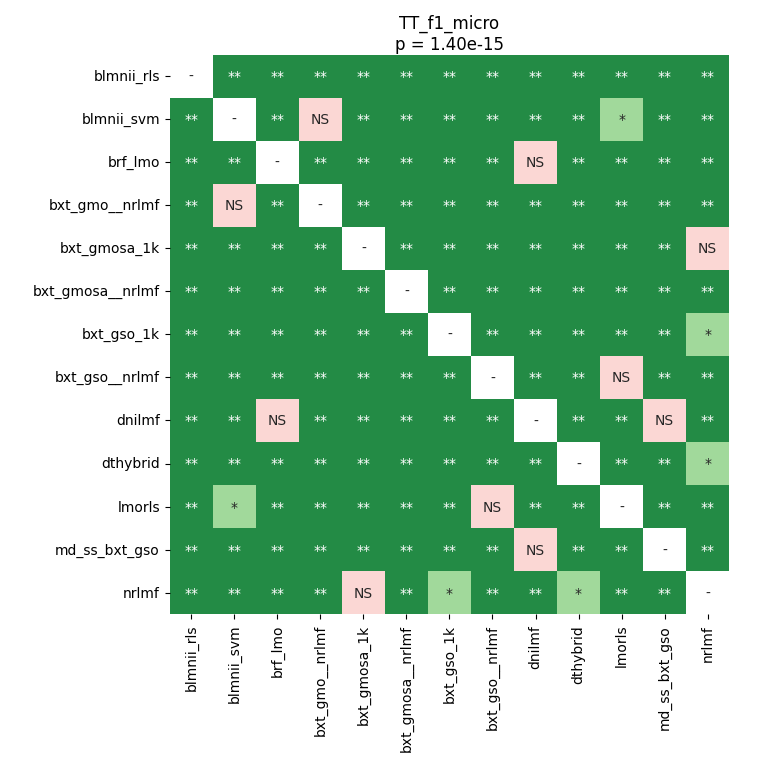 TT_f1_micro
p = 1.40e-15
blmnii_rls - ** ** ** ** ** ** ** ** ** ** ** **
blmnii_svm ** - ** NS ** ** ** ** ** ** * ** **
brf_lmo ** ** - ** ** ** ** ** NS ** ** ** **
bxt_gmo__nrlmf ** NS ** - ** ** ** ** ** ** ** ** **
bxt_gmosa_1k ** ** ** ** - ** ** ** ** ** ** ** NS
bxt_gmosa__nrlmf ** ** ** ** ** - ** ** ** ** ** ** **
bxt_gso_1k ** ** ** ** ** ** - ** ** ** ** ** *
bxt_gso__nrlmf ** ** ** ** ** ** ** - ** ** NS ** **
dnilmf ** ** NS ** ** ** ** ** - ** ** NS **
dthybrid ** ** ** ** ** ** ** ** ** - ** ** *
lmorls ** * ** ** ** ** ** NS ** ** - ** **
md_ss_bxt_gso ** ** ** ** ** ** ** ** NS ** ** - **
nrlmf ** ** ** ** NS ** * ** ** * ** ** -
blmnii_rls
blmnii_svm
brf_lmo
bxt_gmo__nrlmf
bxt_gmosa_1k
bxt_gmosa__nrlmf
bxt_gso_1k
bxt_gso__nrlmf
dnilmf
dthybrid
lmorls
md_ss_bxt_gso
nrlmf